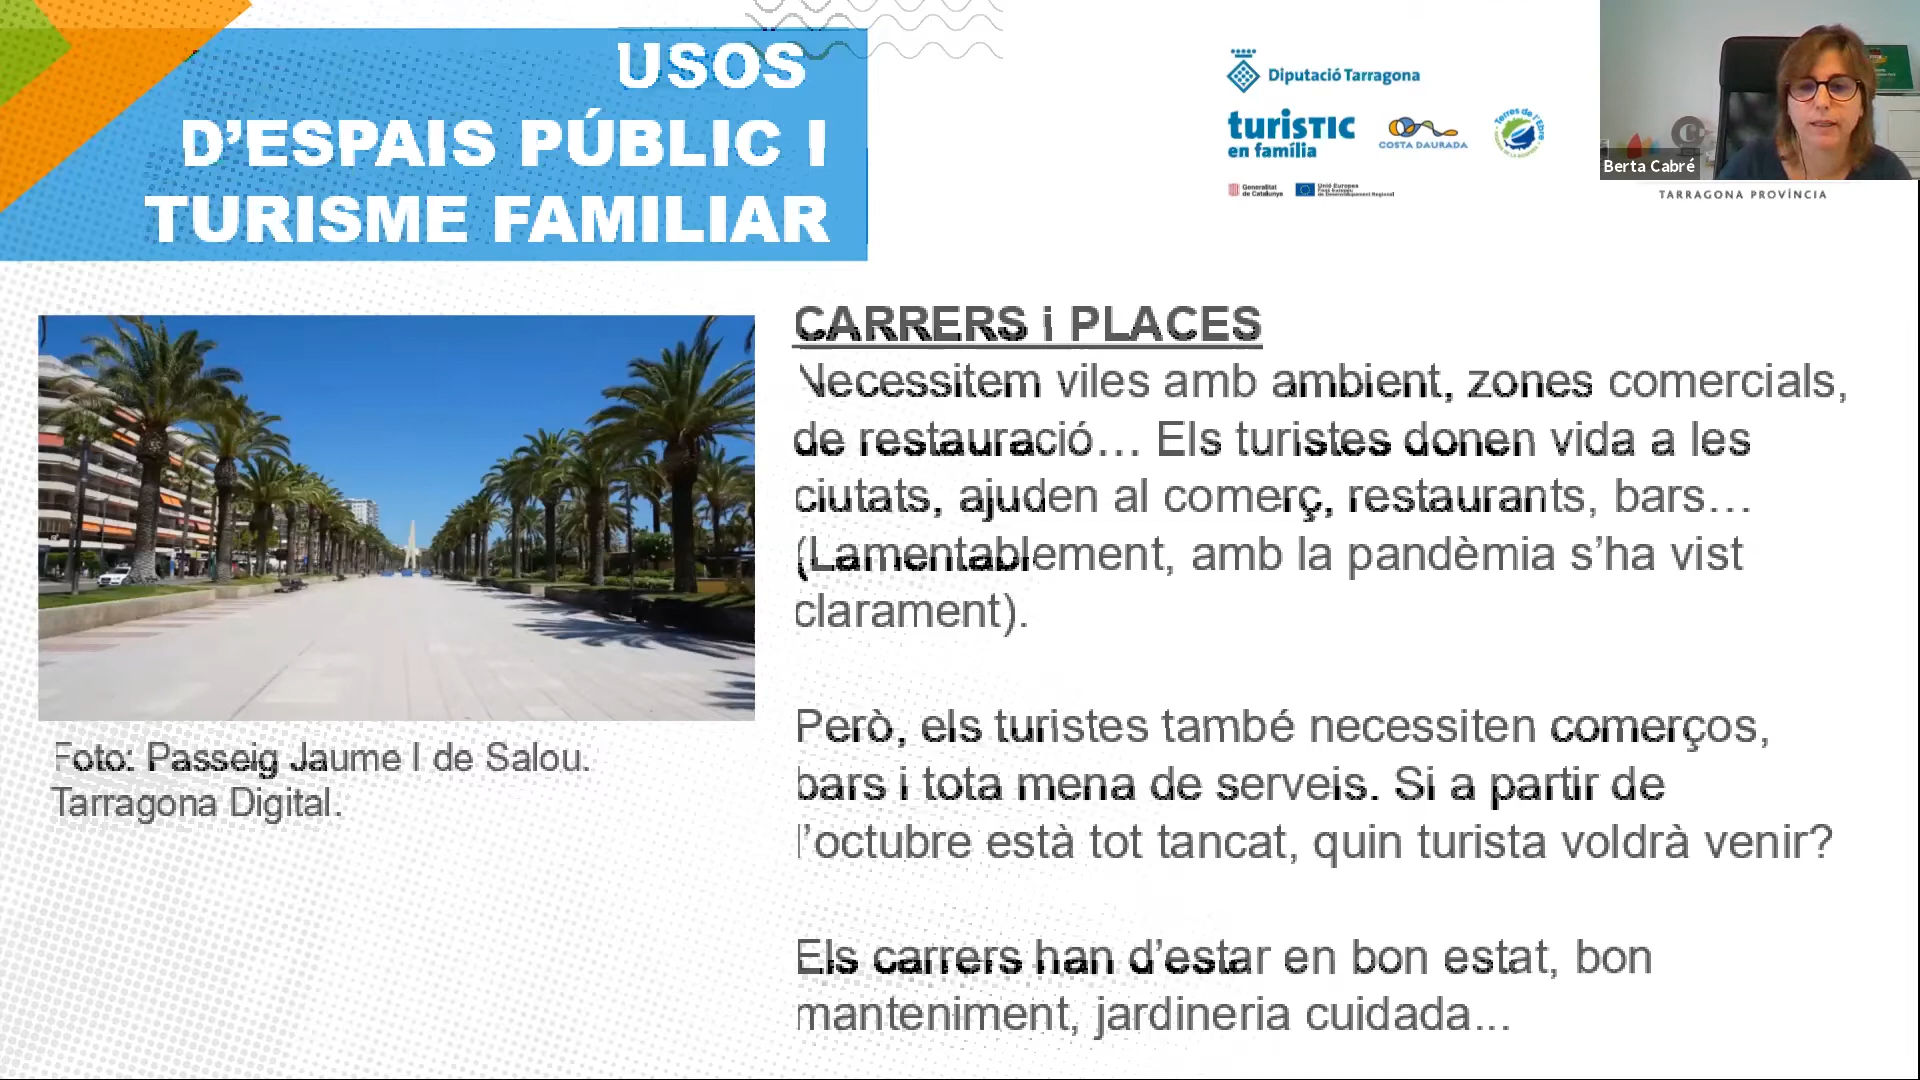 USOS
D'ESPAIS PÚBLIC I
TURISME FAMILIAR
Diputació Tarragona
turisTIC
en família
COSTA DAURADA
Terres de l'Ebre
Generalitat
de Catalunya
Unió Europea
Fons Europeu
de Desenvolupament Regional
Berta Cabré
TARRAGONA PROVÍNCIA
CARRERS i PLACES
Necessitem viles amb ambient, zones comercials,
de restauració... Els turistes donen vida a les
ciutats, ajuden al comerç, restaurants, bars...
(Lamentablement, amb la pandèmia s'ha vist
clarament).
Però, els turistes també necessiten comerços,
bars i tota mena de serveis. Si a partir de
l'octubre està tot tancat, quin turista voldrà venir?
Els carrers han d'estar en bon estat, bon
manteniment, jardineria cuidada...
Foto: Passeig Jaume I de Salou.
Tarragona Digital.